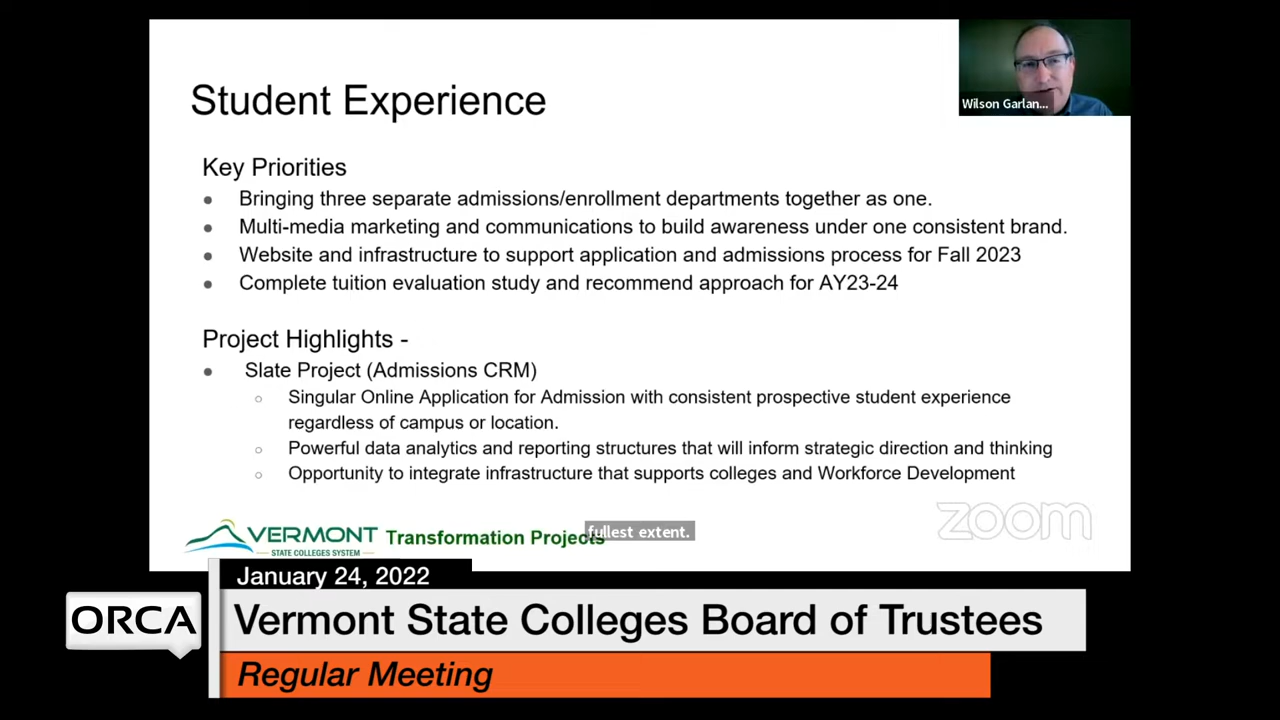 Student Experience
Wilson Garlan...
Key Priorities
● Bringing three separate admissions/enrollment departments together as one.
● Multi-media marketing and communications to build awareness under one consistent brand.
● Website and infrastructure to support application and admissions process for Fall 2023
● Complete tuition evaluation study and recommend approach for AY23-24
Project Highlights -
● Slate Project (Admissions CRM)
○ Singular Online Application for Admission with consistent prospective student experience
regardless of campus or location.
○ Powerful data analytics and reporting structures that will inform strategic direction and thinking
○ Opportunity to integrate infrastructure that supports colleges and Workforce Development
zoom
VERMONT
STATE COLLEGES SYSTEM
Transformation Projects
fullest extent.
January 24, 2022
ORCA
Vermont State Colleges Board of Trustees
Regular Meeting